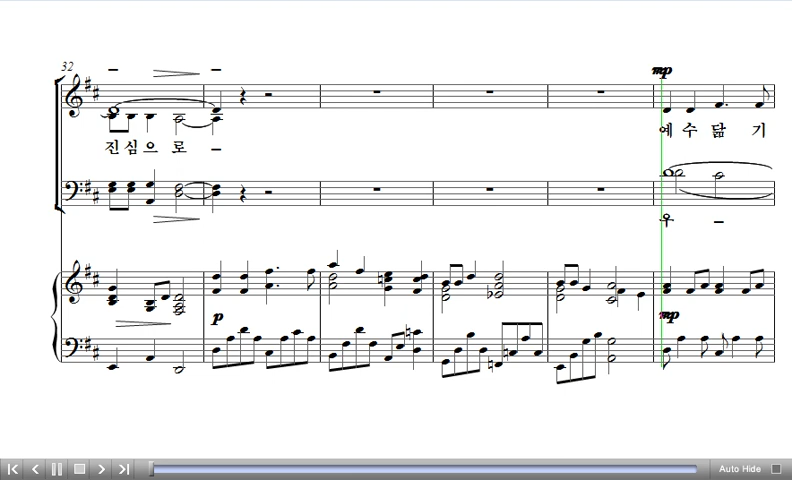 mp
32
예 수 닮 기
진 심 으 로 –
우 –
p
mp
Auto Hide